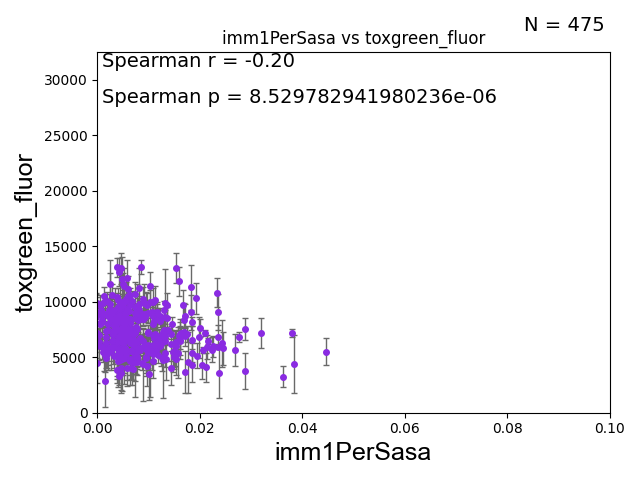 N = 475
imm1PerSasa vs toxgreen_fluor
Spearman r = -0.20
Spearman p = 8.529782941980236e-06
30000
25000
20000
15000
10000
5000
0
toxgreen_fluor
0.00 0.02 0.04 0.06 0.08 0.10
imm1PerSasa